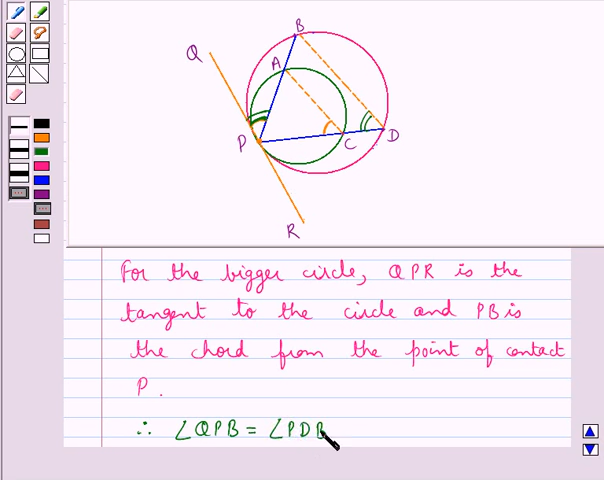 B
Q
A
P
C
D
R
For the bigger circle, QPR is the
tangent to the circle and PB is
the chord from the point of contact
P.
∴ ∠QPB = ∠PDB